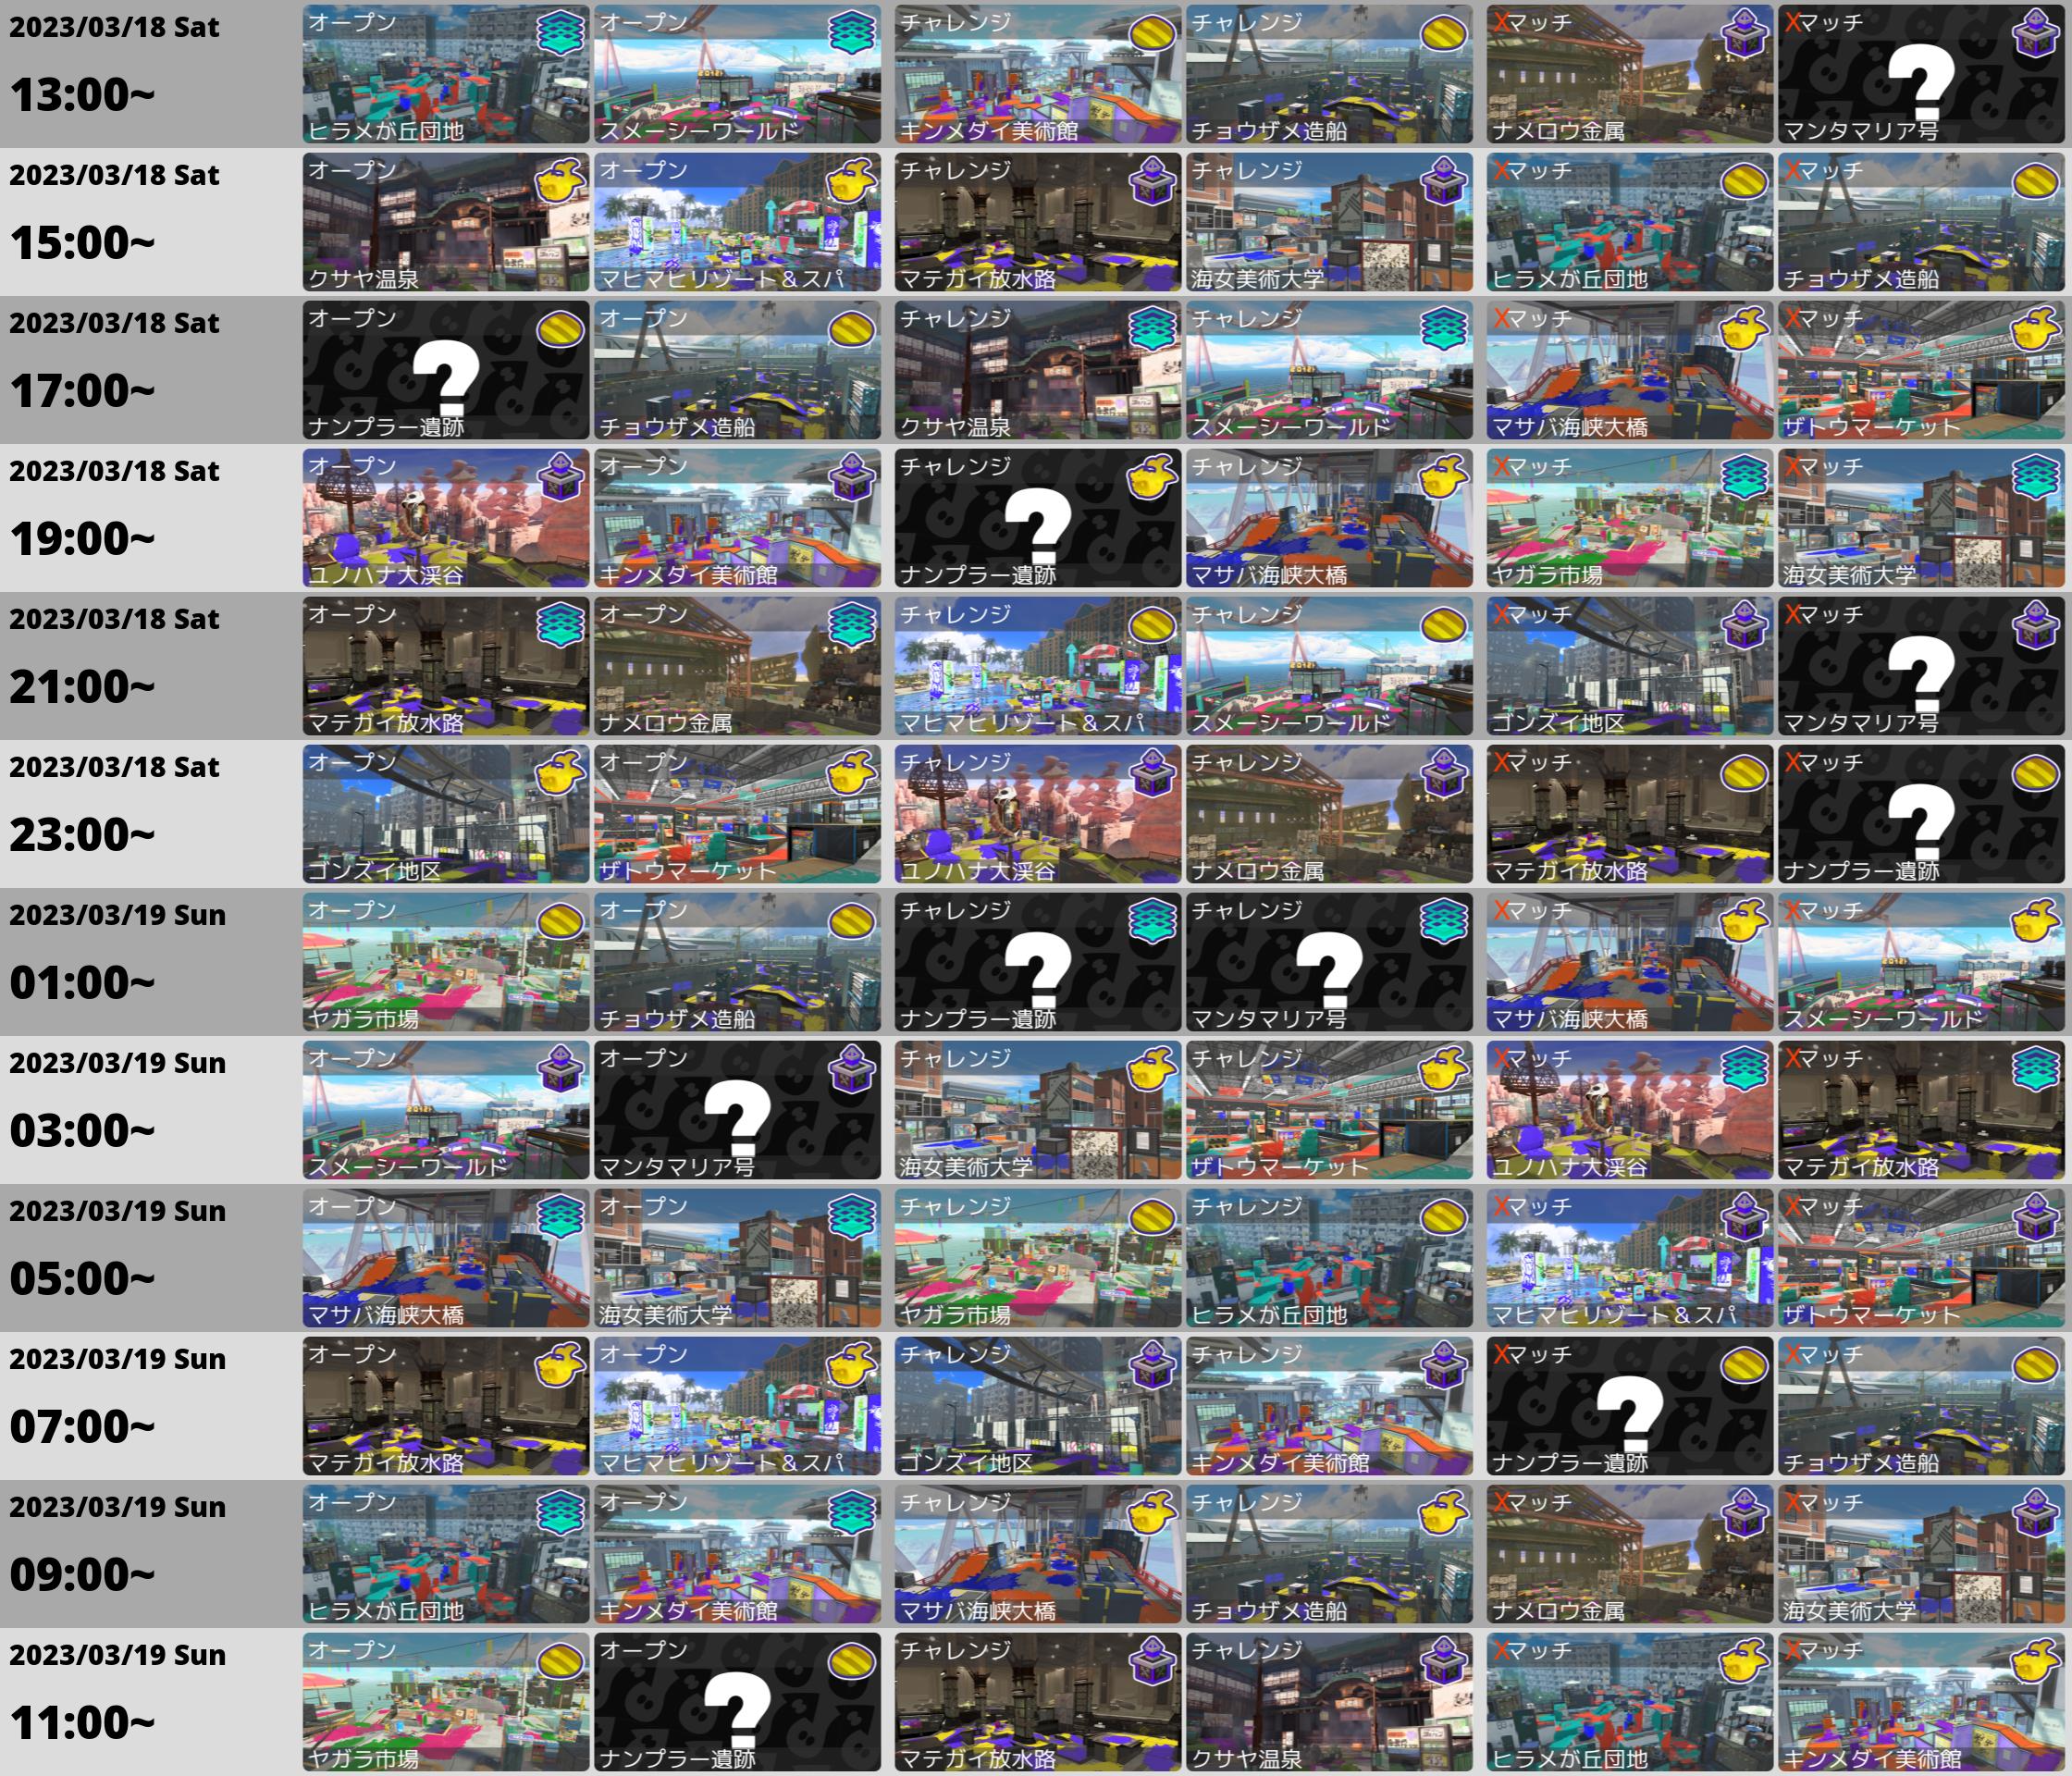 2023/03/18 Sat
13:00~
オープン
ヒラメが丘団地
オープン
スメーシーワールド
チャレンジ
キンメダイ美術館
チャレンジ
チョウザメ造船
Xマッチ
ナメロウ金属
Xマッチ
マンタマリア号
2023/03/18 Sat
15:00~
オープン
クサヤ温泉
オープン
マヒマヒリゾート&スパ
チャレンジ
マテガイ放水路
チャレンジ
海女美術大学
Xマッチ
ヒラメが丘団地
Xマッチ
チョウザメ造船
2023/03/18 Sat
17:00~
オープン
ナンプラー遺跡
オープン
チョウザメ造船
チャレンジ
クサヤ温泉
チャレンジ
スメーシーワールド
Xマッチ
マサバ海峡大橋
Xマッチ
ザトウマーケット
2023/03/18 Sat
19:00~
オープン
ユノハナ大渓谷
オープン
キンメダイ美術館
チャレンジ
ナンプラー遺跡
チャレンジ
マサバ海峡大橋
Xマッチ
ヤガラ市場
Xマッチ
海女美術大学
2023/03/18 Sat
21:00~
オープン
マテガイ放水路
オープン
ナメロウ金属
チャレンジ
マヒマヒリゾート&スパ
チャレンジ
スメーシーワールド
Xマッチ
ゴンズイ地区
Xマッチ
マンタマリア号
2023/03/18 Sat
23:00~
オープン
ゴンズイ地区
オープン
ザトウマーケット
チャレンジ
ユノハナ大渓谷
チャレンジ
ナメロウ金属
Xマッチ
マテガイ放水路
Xマッチ
ナンプラー遺跡
2023/03/19 Sun
01:00~
オープン
ヤガラ市場
オープン
チョウザメ造船
チャレンジ
ナンプラー遺跡
チャレンジ
マンタマリア号
Xマッチ
マサバ海峡大橋
Xマッチ
スメーシーワールド
2023/03/19 Sun
03:00~
オープン
スメーシーワールド
オープン
マンタマリア号
チャレンジ
海女美術大学
チャレンジ
ザトウマーケット
Xマッチ
ユノハナ大渓谷
Xマッチ
マテガイ放水路
2023/03/19 Sun
05:00~
オープン
マサバ海峡大橋
オープン
海女美術大学
チャレンジ
ヤガラ市場
チャレンジ
ヒラメが丘団地
Xマッチ
マヒマヒリゾート&スパ
Xマッチ
ザトウマーケット
2023/03/19 Sun
07:00~
オープン
マテガイ放水路
オープン
マヒマヒリゾート&スパ
チャレンジ
ゴンズイ地区
チャレンジ
キンメダイ美術館
Xマッチ
ナンプラー遺跡
Xマッチ
チョウザメ造船
2023/03/19 Sun
09:00~
オープン
ヒラメが丘団地
オープン
キンメダイ美術館
チャレンジ
マサバ海峡大橋
チャレンジ
チョウザメ造船
Xマッチ
ナメロウ金属
Xマッチ
海女美術大学
2023/03/19 Sun
11:00~
オープン
ヤガラ市場
オープン
ナンプラー遺跡
チャレンジ
マテガイ放水路
チャレンジ
クサヤ温泉
Xマッチ
ヒラメが丘団地
Xマッチ
キンメダイ美術館